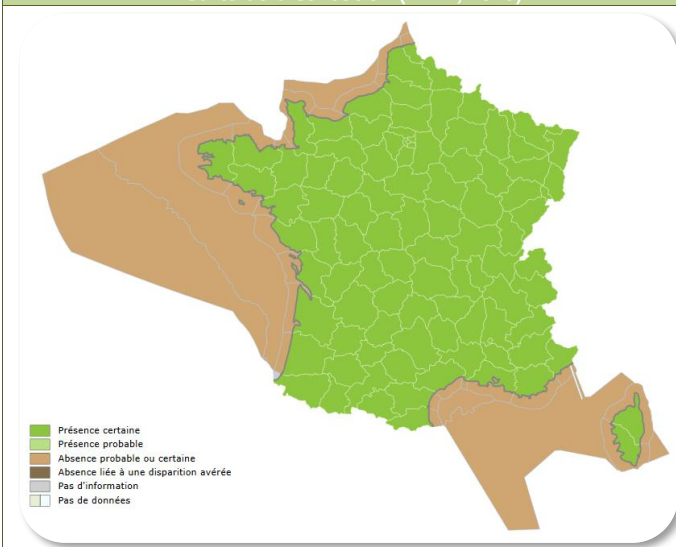 Présence certaine
Présence probable
Absence probable ou certaine
Absence liée à une disparition avérée
Pas d'information
Pas de données